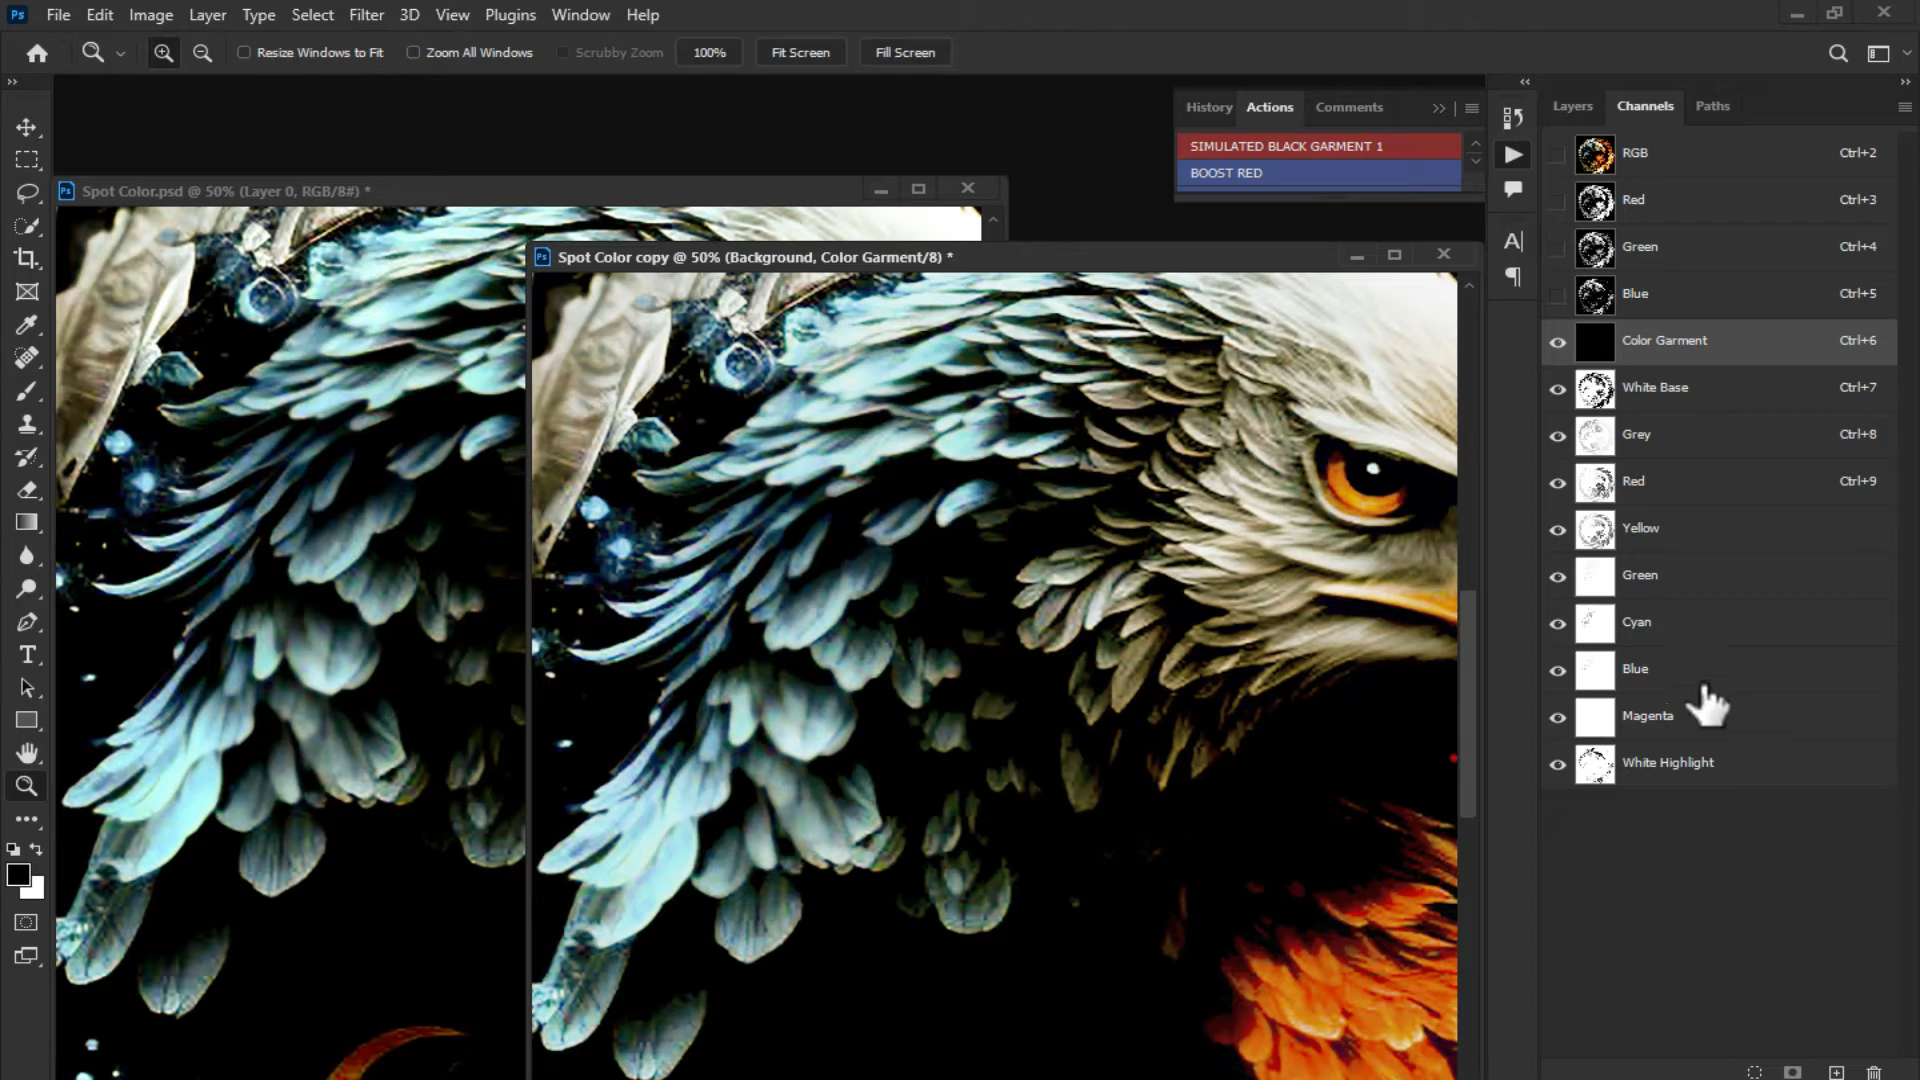 Ps File Edit Image Layer Type Select Filter 3D View Plugins Window Help
Resize Windows to Fit Zoom All Windows Scrubby Zoom 100% Fit Screen Fill Screen
History Actions Comments
SIMULATED BLACK GARMENT 1
BOOST RED
Ps Spot Color.psd @ 50% (Layer 0, RGB/8#) *
Ps Spot Color copy @ 50% (Background, Color Garment/8) *
Layers Channels Paths
RGB Ctrl+2
Red Ctrl+3
Green Ctrl+4
Blue Ctrl+5
Color Garment Ctrl+6
White Base Ctrl+7
Grey Ctrl+8
Red Ctrl+9
Yellow
Green
Cyan
Blue
Magenta
White Highlight